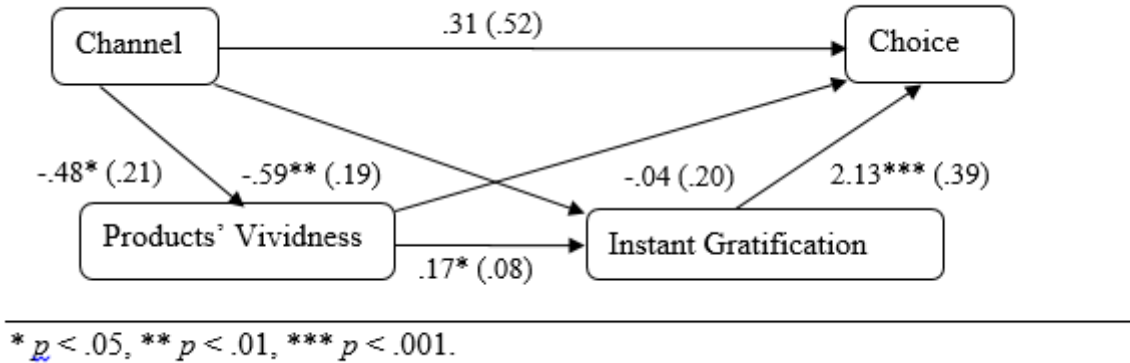 .31 (.52)
Channel
Choice
-.48* (.21)
-.59** (.19)
-.04 (.20)
2.13*** (.39)
Products’ Vividness
Instant Gratification
.17* (.08)
* p < .05, ** p < .01, *** p < .001.